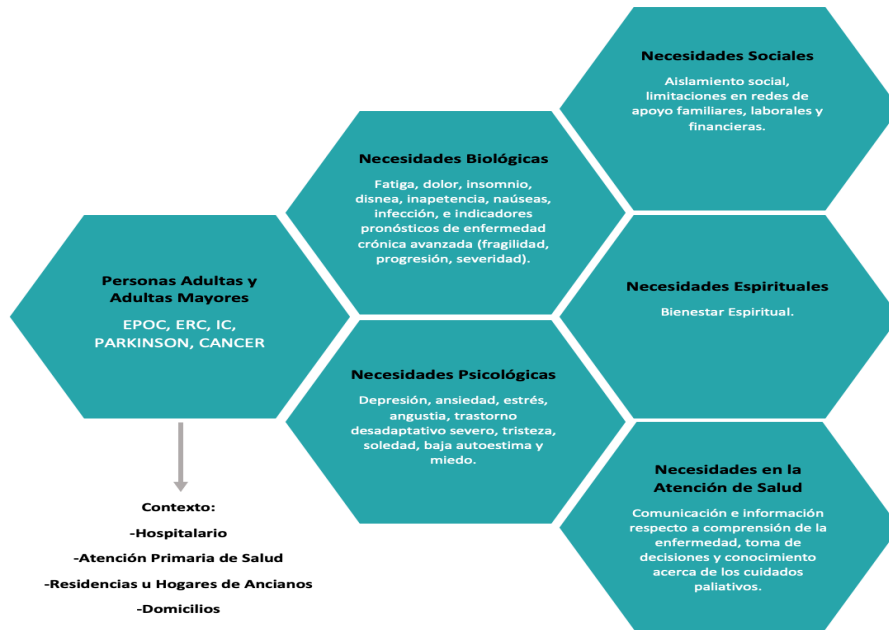 Necesidades Sociales
Aislamiento social,
limitaciones en redes de
apoyo familiares, laborales y
financieras.
Necesidades Biológicas
Fatiga, dolor, insomnio,
disnea, inapetencia, naúseas,
infección, e indicadores
pronósticos de enfermedad
crónica avanzada (fragilidad,
progresión, severidad).
Personas Adultas y
Adultas Mayores
EPOC, ERC, IC,
PARKINSON, CANCER
Necesidades Espirituales
Bienestar Espiritual.
Necesidades Psicológicas
Depresión, ansiedad, estrés,
angustia, trastorno
desadaptativo severo, tristeza,
soledad, baja autoestima y
miedo.
Necesidades en la
Atención de Salud
Comunicación e información
respecto a comprensión de la
enfermedad, toma de
decisiones y conocimiento
acerca de los cuidados
paliativos.
Contexto:
-Hospitalario
-Atención Primaria de Salud
-Residencias u Hogares de Ancianos
-Domicilios